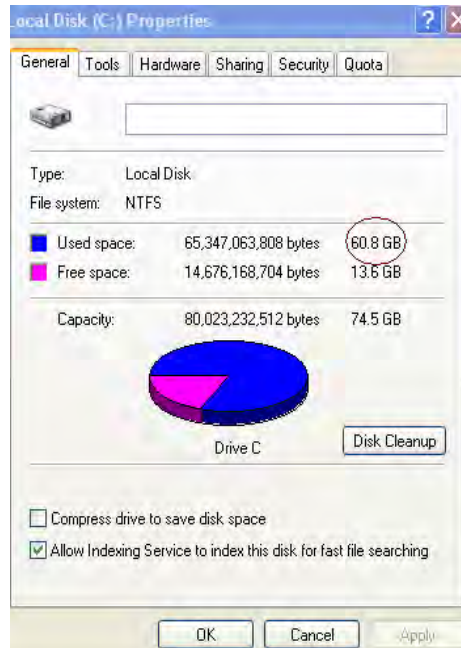 ocal Disk (C:) Properties
General Tools Hardware Sharing Security Quota
Type: Local Disk
File system: NTFS
Used space: 65,347,063,808 bytes 60.8 GB
Free space: 14,676,168,704 bytes 13.6 GB
Capacity: 80,023,232,512 bytes 74.5 GB
Drive C
Disk Cleanup
Compress drive to save disk space
Allow Indexing Service to index this disk for fast file searching
OK Cancel Apply